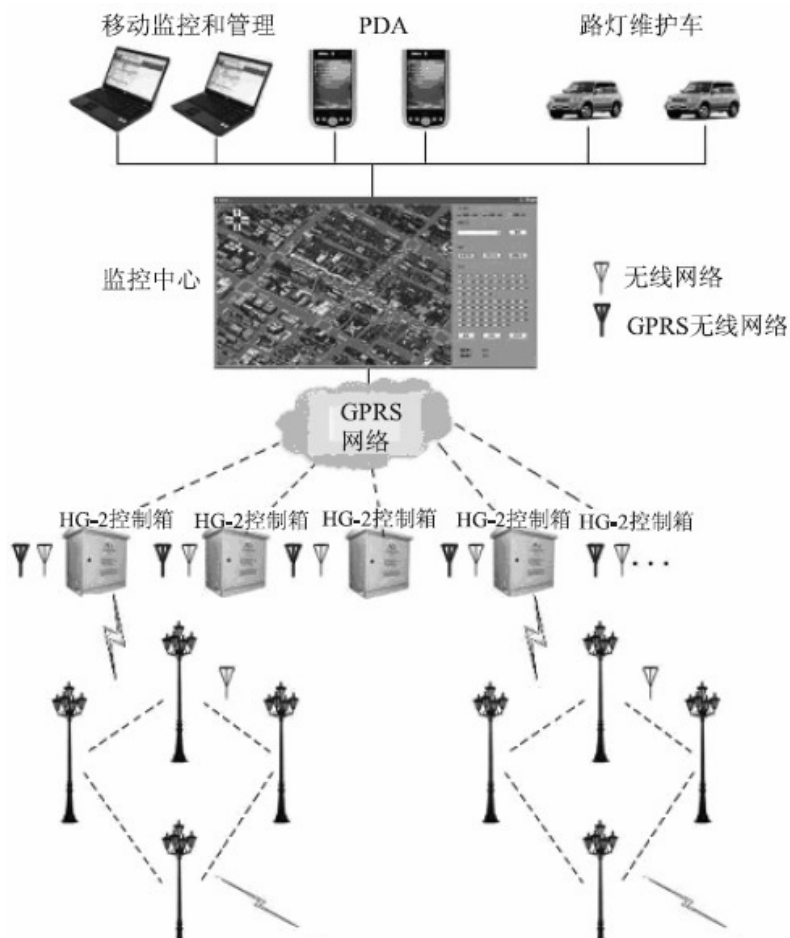 移动监控和管理
PDA
路灯维护车
监控中心
无线网络
GPRS无线网络
GPRS
网络
HG-2控制箱
HG-2控制箱
HG-2控制箱
HG-2控制箱
HG-2控制箱
···